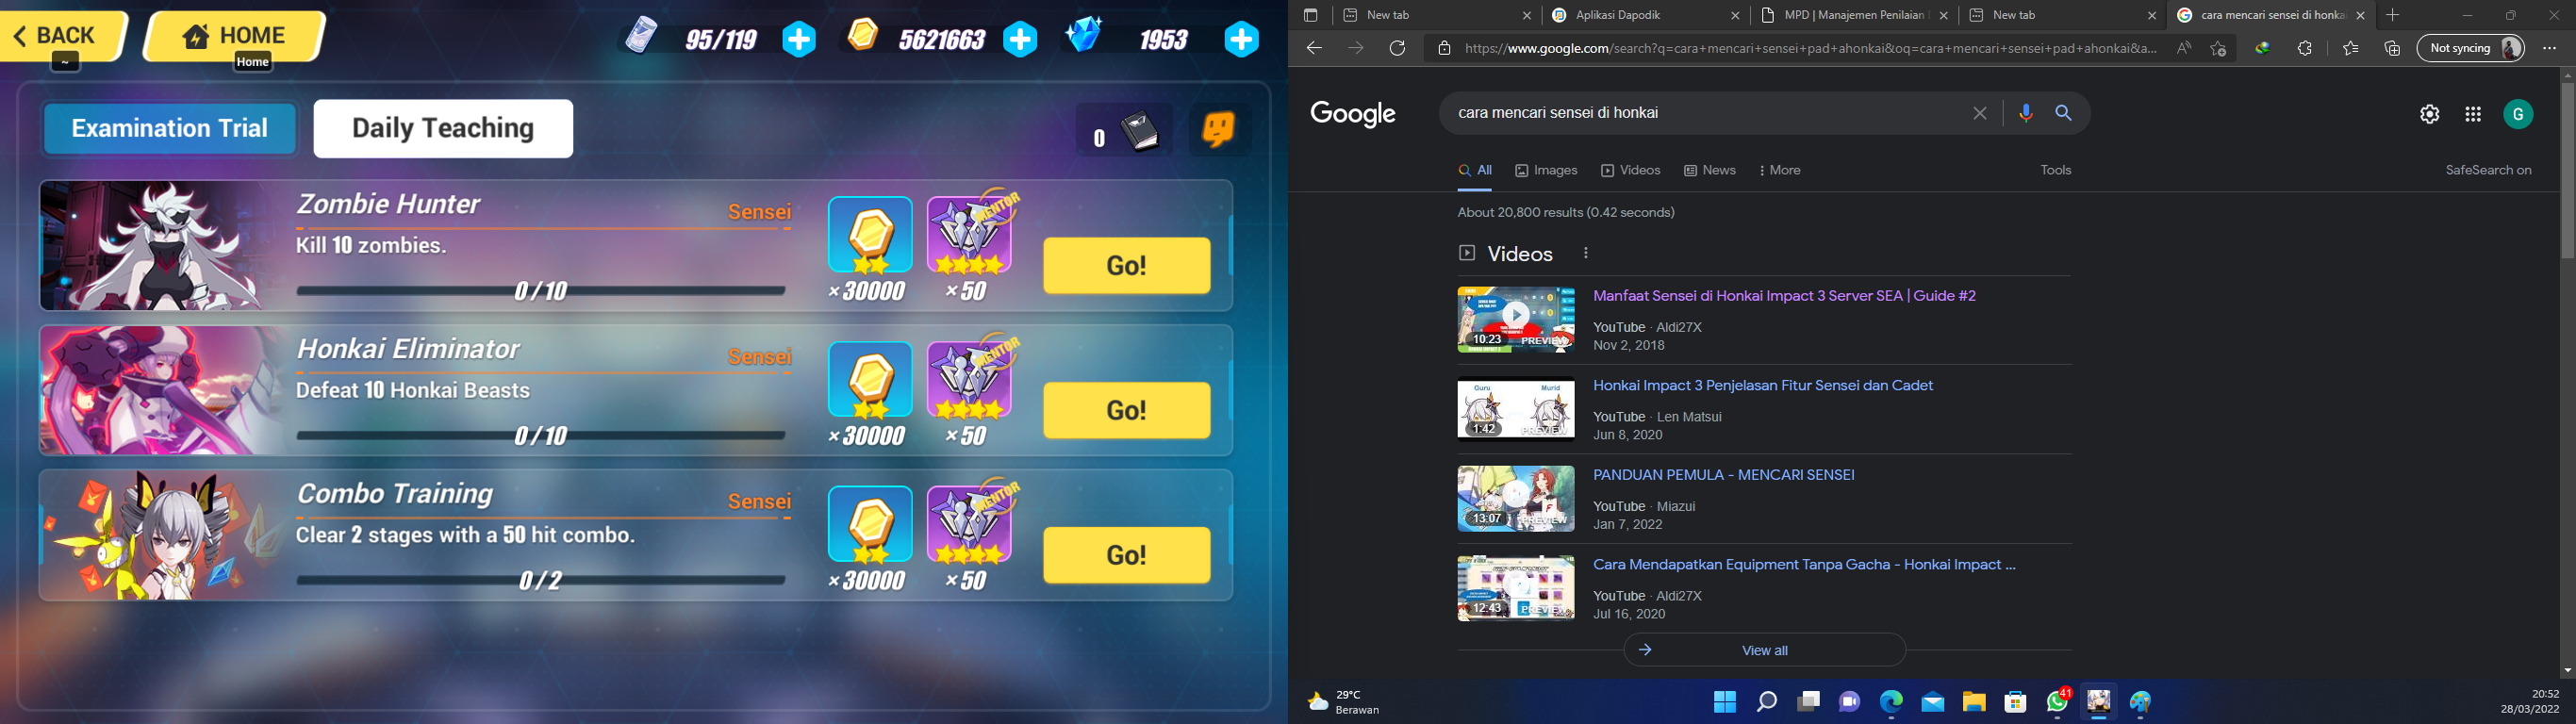 BACK
~
HOME
Home
95/119
5621663
1953
Examination Trial
Daily Teaching
0
Zombie Hunter
Sensei
Kill 10 zombies.
0/10
×30000
MENTOR
×50
Go!
Honkai Eliminator
Sensei
Defeat 10 Honkai Beasts
0/10
×30000
MENTOR
×50
Go!
Combo Training
Sensei
Clear 2 stages with a 50 hit combo.
0/2
×30000
MENTOR
×50
Go!
New tab
Aplikasi Dapodik
MPD | Manajemen Penilaian
New tab
cara mencari sensei di honkai
https://www.google.com/search?q=cara+mencari+sensei+pad+ahonkai&oq=cara+mencari+sensei+pad+ahonkai&a...
Not syncing
Google
cara mencari sensei di honkai
G
All
Images
Videos
News
More
Tools
SafeSearch on
About 20,800 results (0.42 seconds)
Videos
Manfaat Sensei di Honkai Impact 3 Server SEA | Guide #2
YouTube · Aldi27X
Nov 2, 2018
10:23
PREVIEW
Honkai Impact 3 Penjelasan Fitur Sensei dan Cadet
YouTube · Len Matsui
Jun 8, 2020
Guru
Murid
1:42
PREVIEW
PANDUAN PEMULA - MENCARI SENSEI
YouTube · Miazui
Jan 7, 2022
13:07
PREVIEW
Cara Mendapatkan Equipment Tanpa Gacha - Honkai Impact ...
YouTube · Aldi27X
Jul 16, 2020
12:43
PREVIEW
View all
29°C
Berawan
41
20:52
28/03/2022